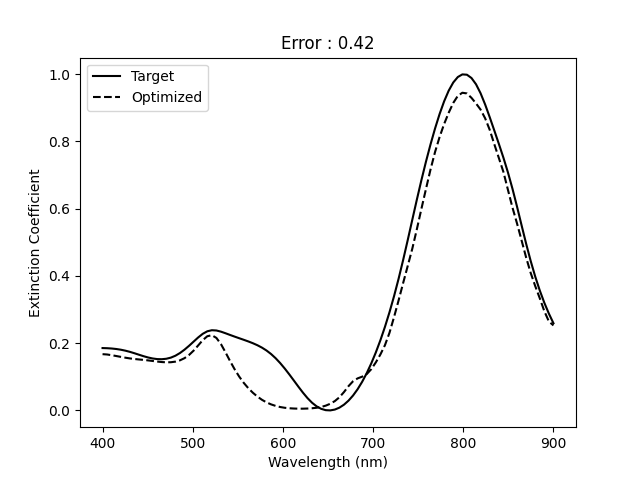 Error : 0.42
Target
Optimized
Extinction Coefficient
1.0
0.8
0.6
0.4
0.2
0.0
400 500 600 700 800 900
Wavelength (nm)